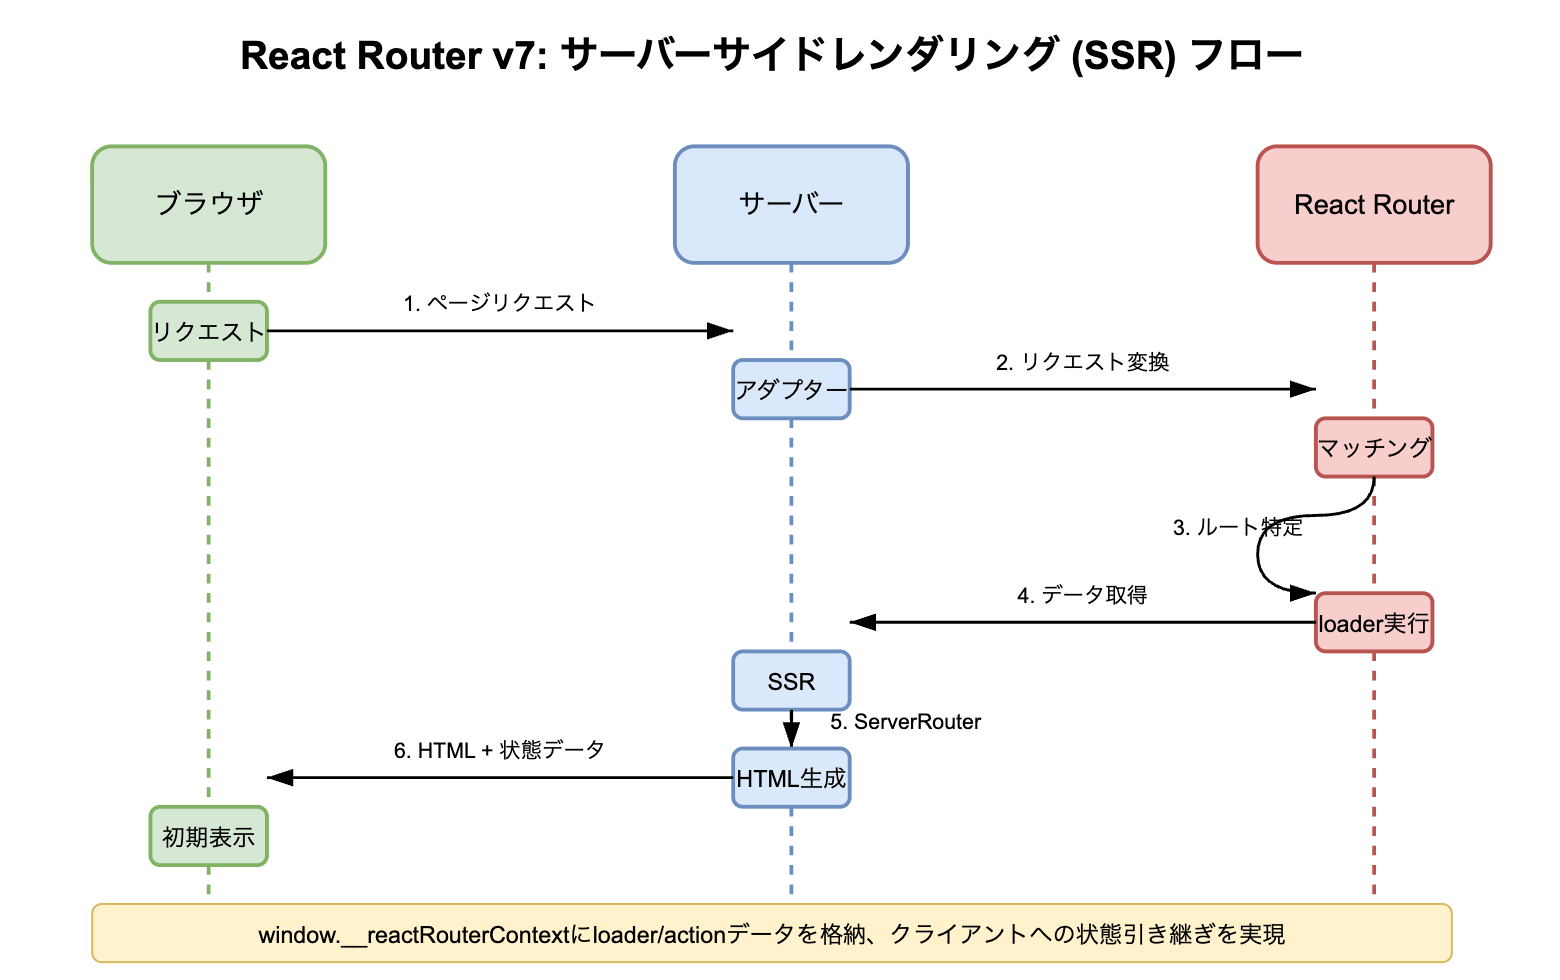 React Router v7: サーバーサイドレンダリング (SSR) フロー
ブラウザ
サーバー
React Router
リクエスト
1. ページリクエスト
アダプター
2. リクエスト変換
マッチング
3. ルート特定
loader実行
4. データ取得
SSR
5. ServerRouter
HTML生成
6. HTML + 状態データ
初期表示
window.__reactRouterContextにloader/actionデータを格納、クライアントへの状態引き継ぎを実現